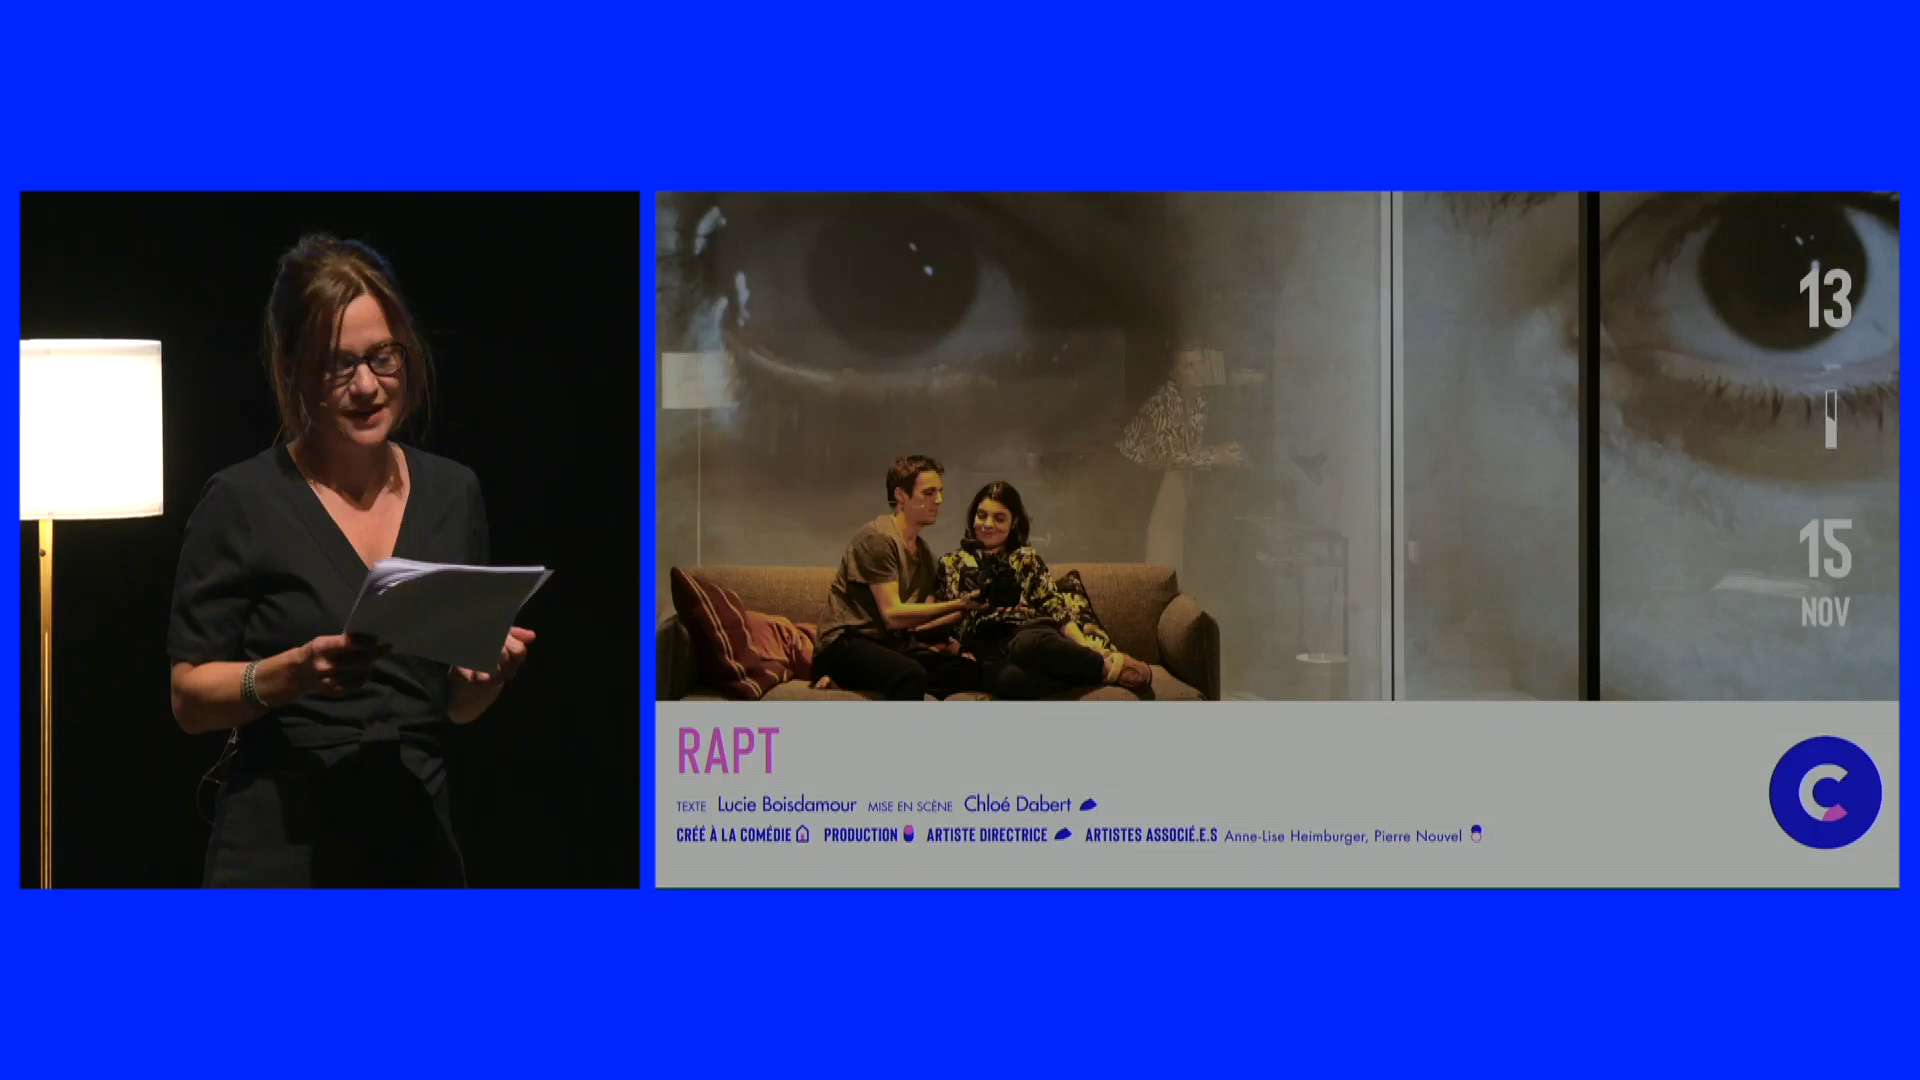 13
15
NOV
RAPT
TEXTE Lucie Boisdamour MISE EN SCÈNE Chloé Dabert
CRÉÉ À LA COMÉDIE PRODUCTION ARTISTE DIRECTRICE ARTISTES ASSOCIÉ.E.S Anne-Lise Heimburger, Pierre Nouvel
C